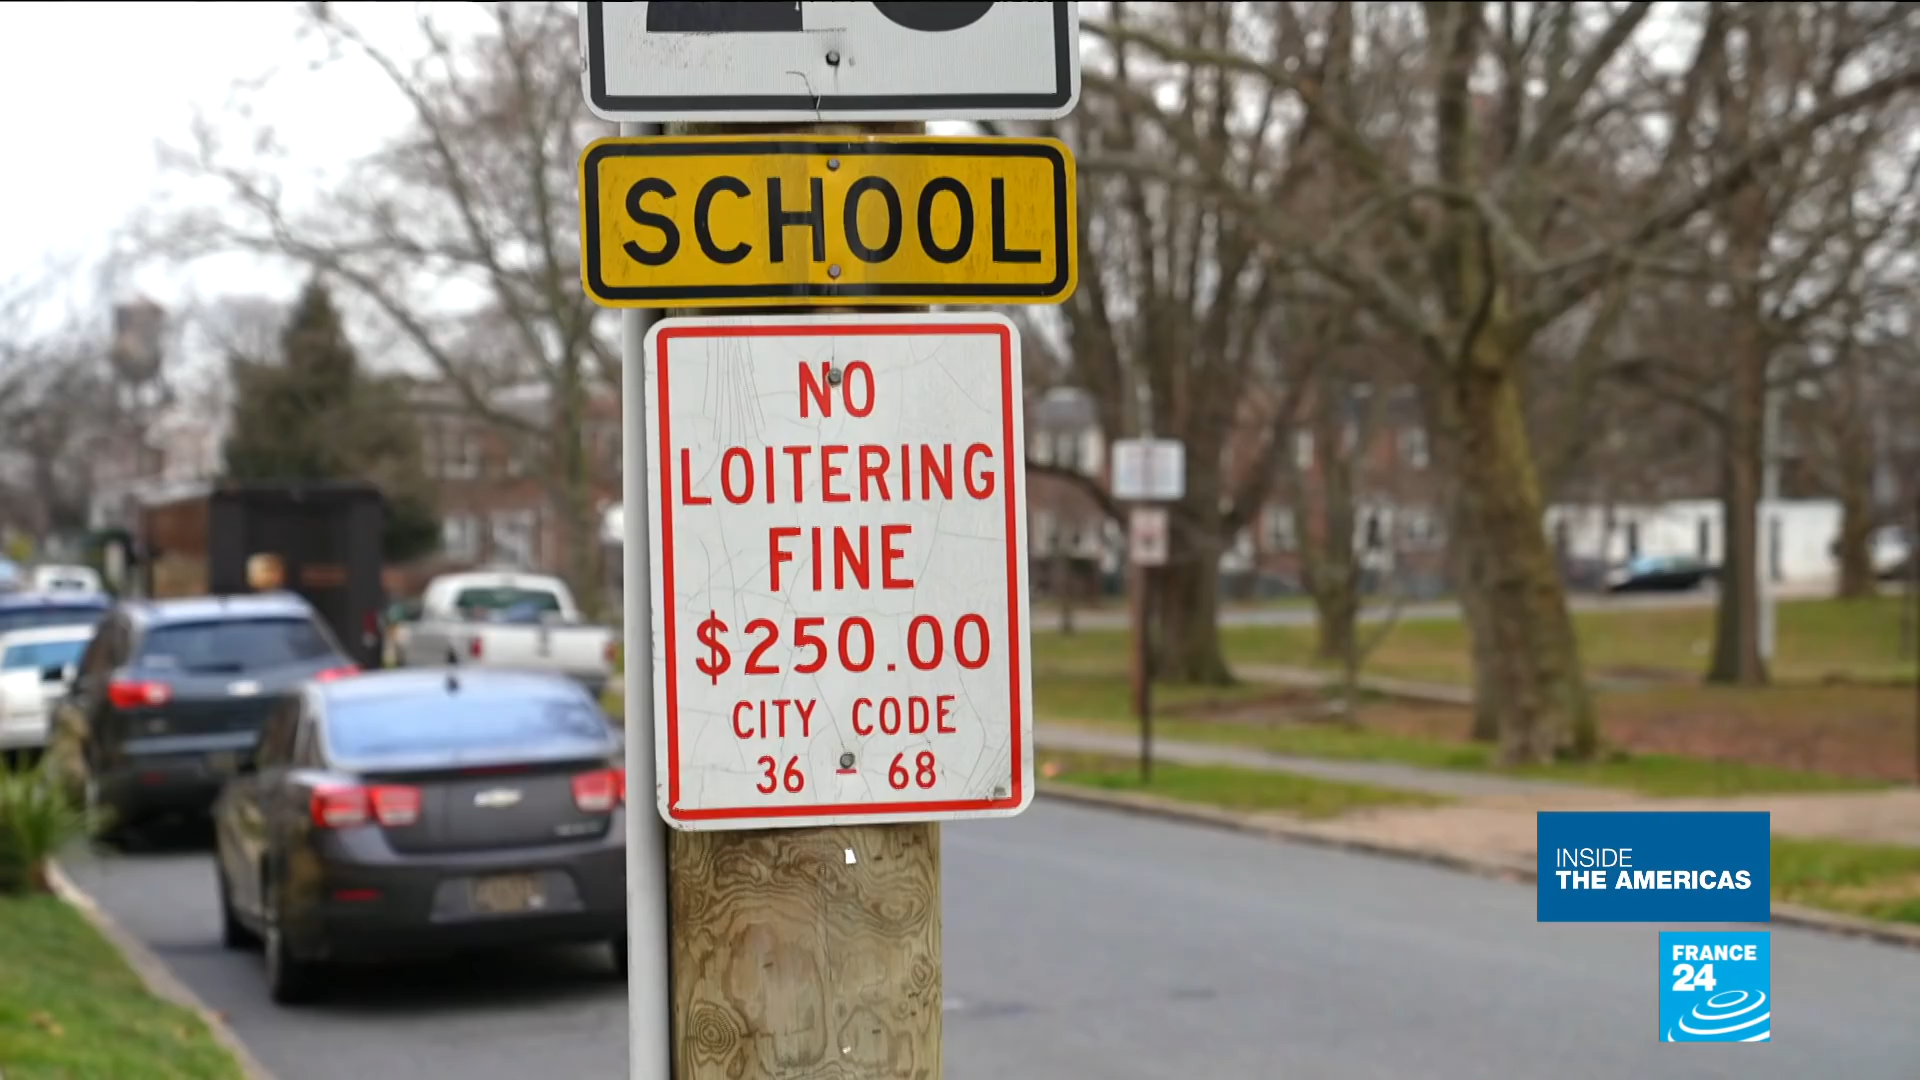 SCHOOL
NO
LOITERING
FINE
$250.00
CITY CODE
36 - 68
INSIDE
THE AMERICAS
FRANCE
24